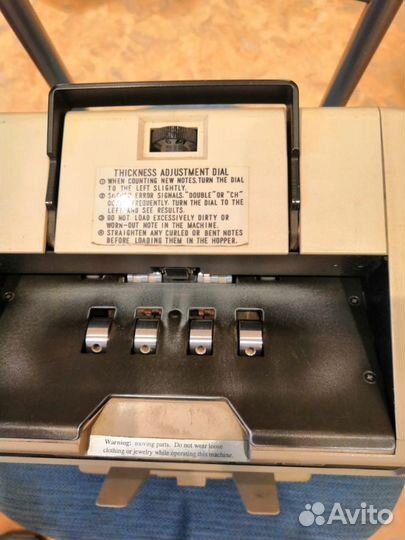 THICKNESS ADJUSTMENT DIAL
① WHEN COUNTING NEW NOTES, TURN THE DIAL
TO THE LEFT SLIGHTLY.
ERROR SIGNALS, "DOUBLE" OR "CH"
FREQUENTLY, TURN THE DIAL TO THE
LEFT AND SEE RESULTS.
DO NOT LOAD EXCESSIVELY DIRTY OR
WORN-OUT NOTE IN THE MACHINE.
STRAIGHTEN ANY CURLED OR BENT NOTES
BEFORE LOADING THEM IN THE HOPPER.
Warning: moving parts. Do not wear loose
clothing or jewelry while operating this machine.
Avito